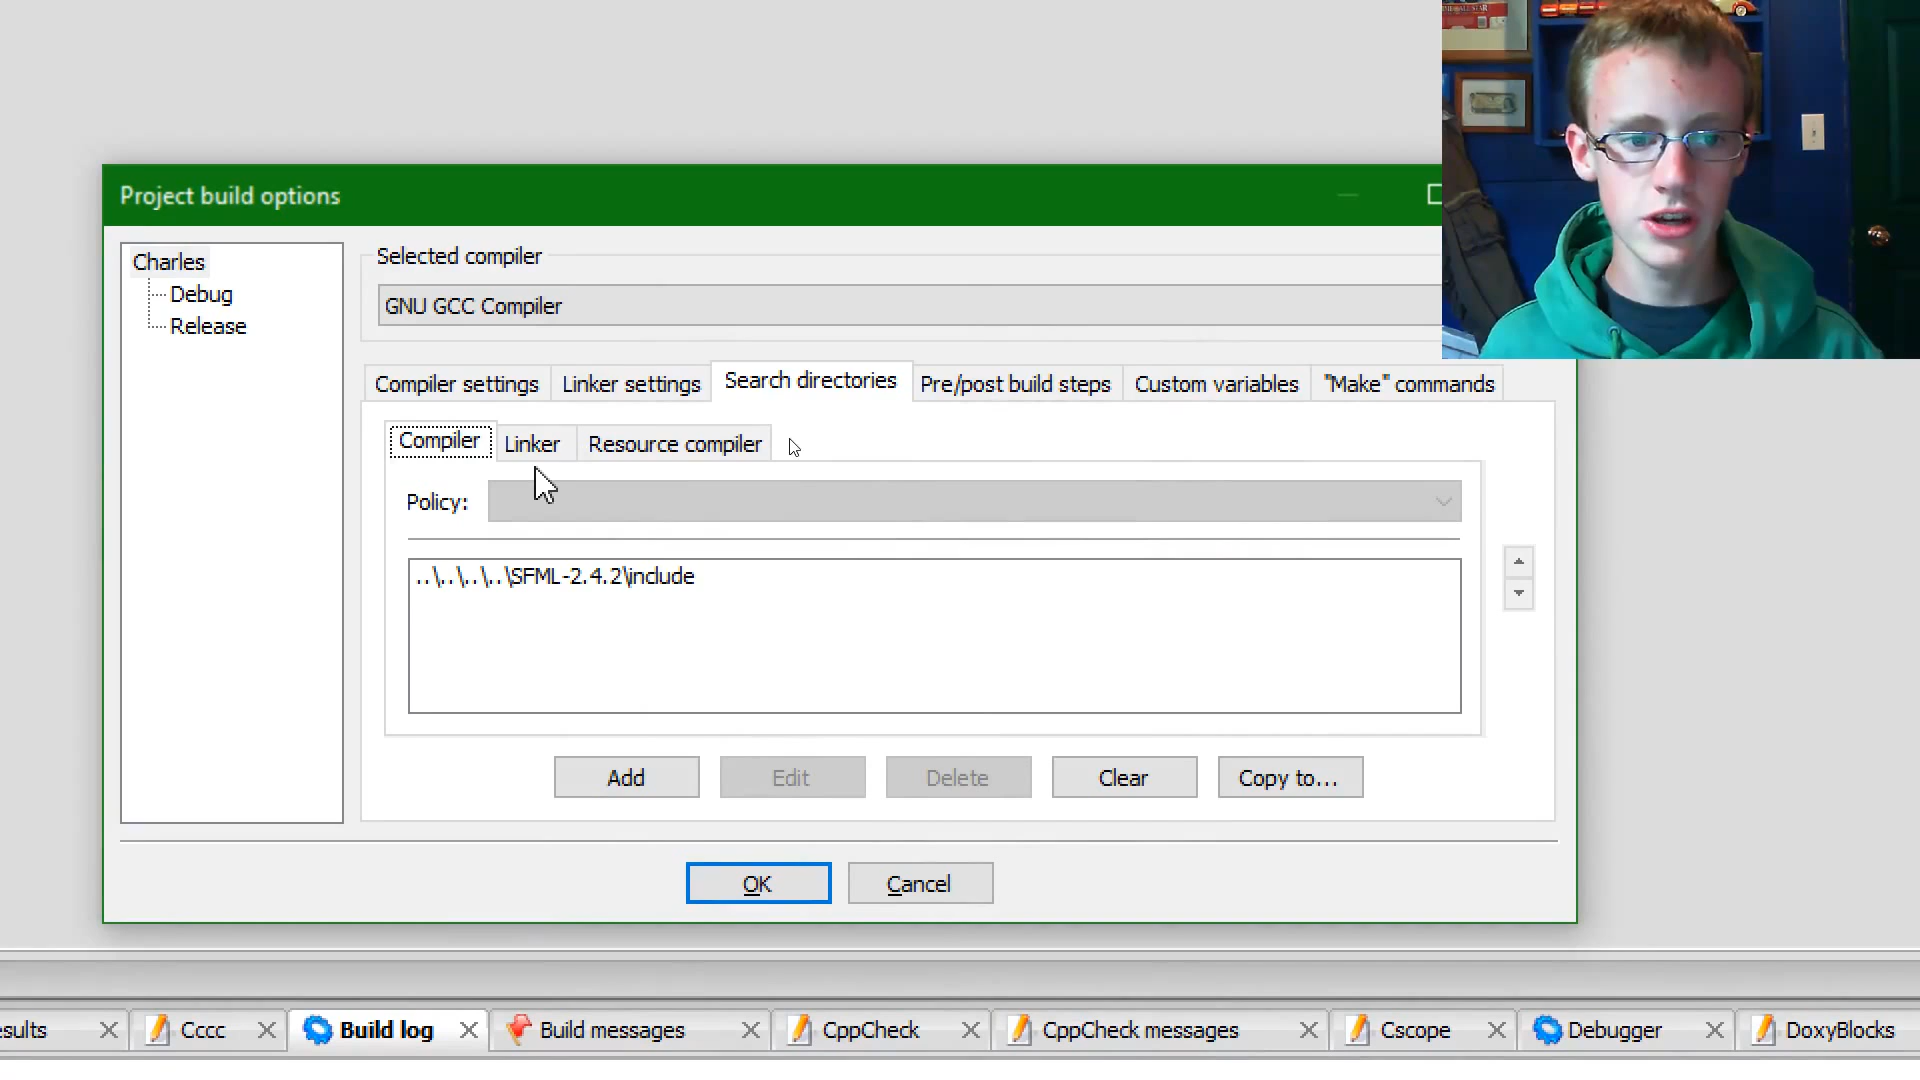 Project build options
Charles
Debug
Release
Selected compiler
GNU GCC Compiler
Compiler settings
Linker settings
Search directories
Pre/post build steps
Custom variables
"Make" commands
Compiler
Linker
Resource compiler
Policy:
..\..\..\..\SFML-2.4.2\include
Add
Edit
Delete
Clear
Copy to...
OK
Cancel
esults
Cccc
Build log
Build messages
CppCheck
CppCheck messages
Cscope
Debugger
DoxyBlocks